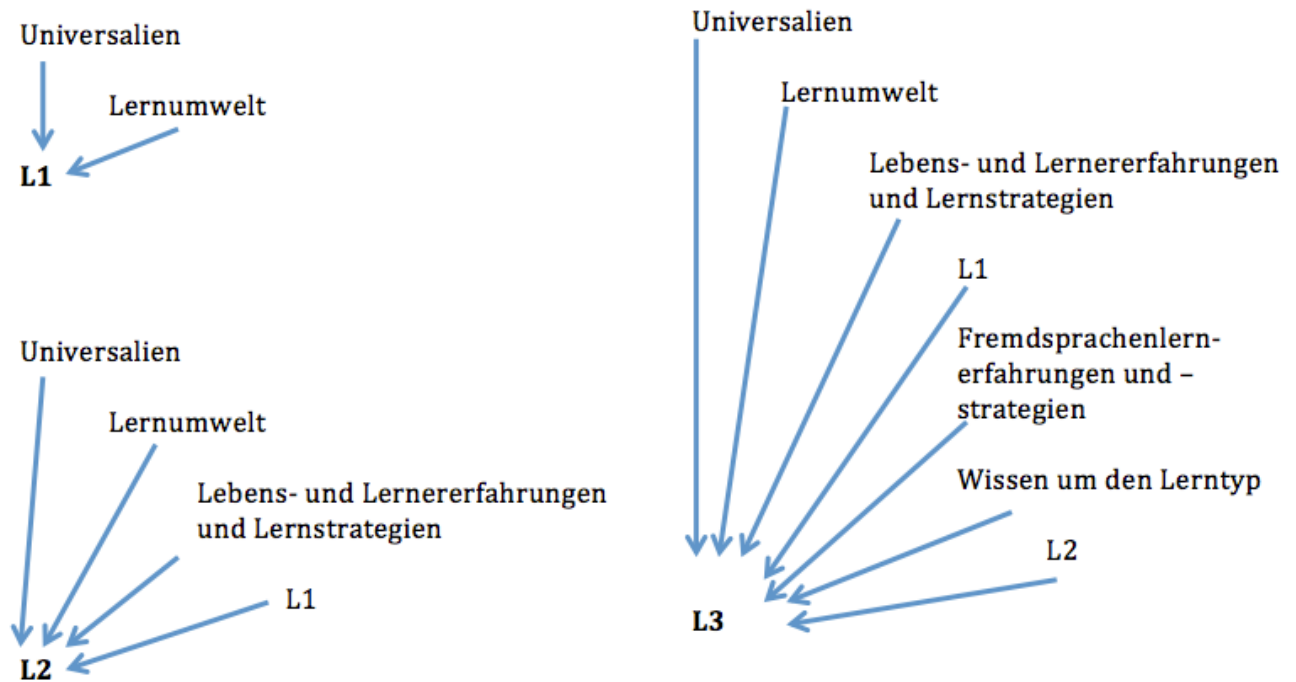 Universalien
Lernumwelt
L1
Universalien
Lernumwelt
Lebens- und Lernererfahrungen
und Lernstrategien
L1
L2
Universalien
Lernumwelt
Lebens- und Lernererfahrungen
und Lernstrategien
L1
Fremdsprachenlern-
erfahrungen und –
strategien
Wissen um den Lerntyp
L2
L3